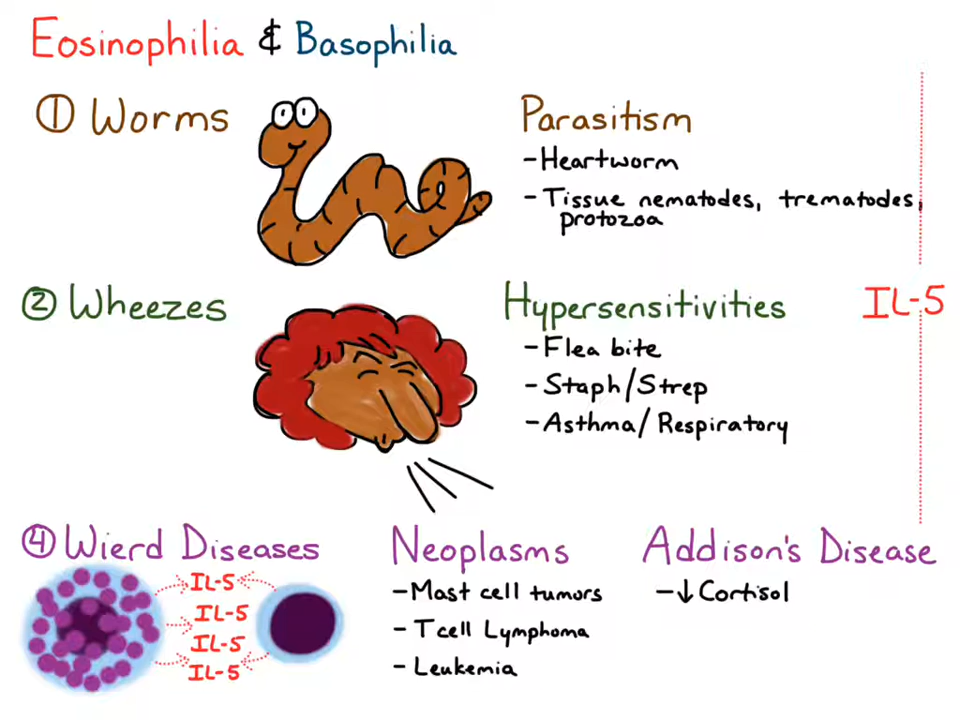 Eosinophilia & Basophilia
① Worms
Parasitism
-Heartworm
-Tissue nematodes, trematodes,
protozoa
② Wheezes
Hypersensitivities
IL-5
-Flea bite
-Staph/Strep
-Asthma/Respiratory
④ Wierd Diseases
Neoplasms
Addison's Disease
IL-5
IL-5
IL-5
IL-5
-Mast cell tumors
-T cell Lymphoma
-Leukemia
-↓Cortisol